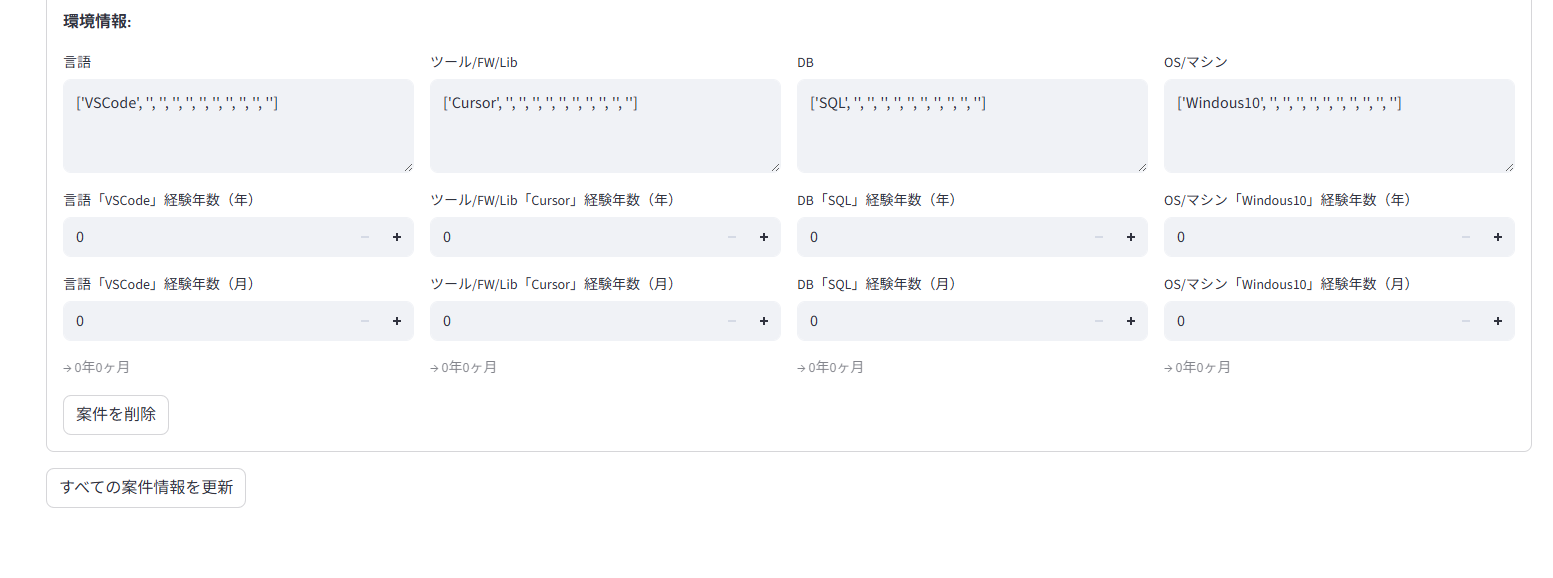 環境情報:
言語 ツール/FW/Lib DB OS/マシン
['VSCode', '', '', '', '', '', '', '', '', '', ''] ['Cursor', '', '', '', '', '', '', '', '', '', ''] ['SQL', '', '', '', '', '', '', '', '', '', ''] ['Windous10', '', '', '', '', '', '', '', '', '', '']
言語「VSCode」経験年数（年） ツール/FW/Lib「Cursor」経験年数（年） DB「SQL」経験年数（年） OS/マシン「Windous10」経験年数（年）
0 − + 0 − + 0 − + 0 − +
言語「VSCode」経験年数（月） ツール/FW/Lib「Cursor」経験年数（月） DB「SQL」経験年数（月） OS/マシン「Windous10」経験年数（月）
0 − + 0 − + 0 − + 0 − +
→ 0年0ヶ月 → 0年0ヶ月 → 0年0ヶ月 → 0年0ヶ月
案件を削除
すべての案件情報を更新